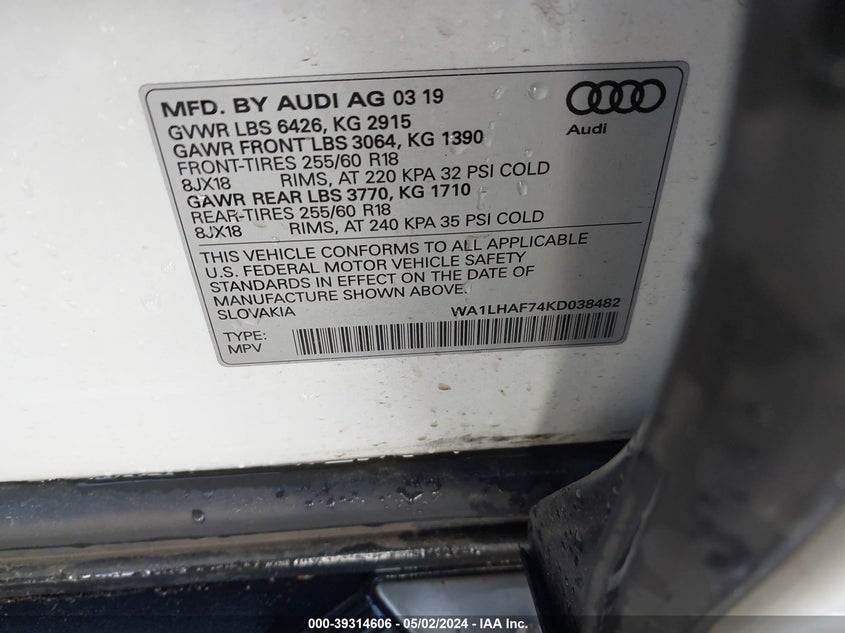 MFD. BY AUDI AG 03 19
GVWR LBS 6426, KG 2915
GAWR FRONT LBS 3064, KG 1390
FRONT-TIRES 255/60 R18
8JX18 RIMS, AT 220 KPA 32 PSI COLD
GAWR REAR LBS 3770, KG 1710
REAR-TIRES 255/60 R18
8JX18 RIMS, AT 240 KPA 35 PSI COLD
Audi
THIS VEHICLE CONFORMS TO ALL APPLICABLE
U.S. FEDERAL MOTOR VEHICLE SAFETY
STANDARDS IN EFFECT ON THE DATE OF
MANUFACTURE SHOWN ABOVE.
SLOVAKIA WA1LHAF74KD038482
TYPE:
MPV
000-39314606 - 05/02/2024 - IAA Inc.